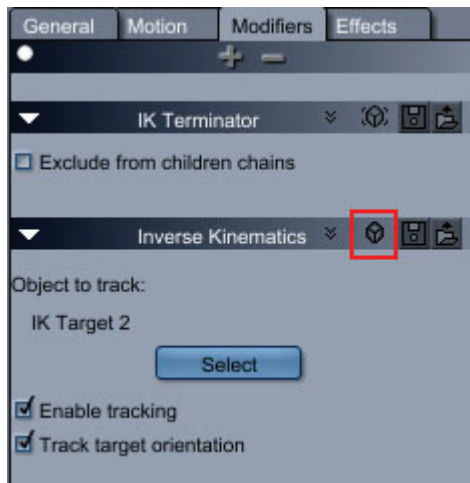 General Motion Modifiers Effects
IK Terminator
Exclude from children chains
Inverse Kinematics
Object to track:
IK Target 2
Select
Enable tracking
Track target orientation